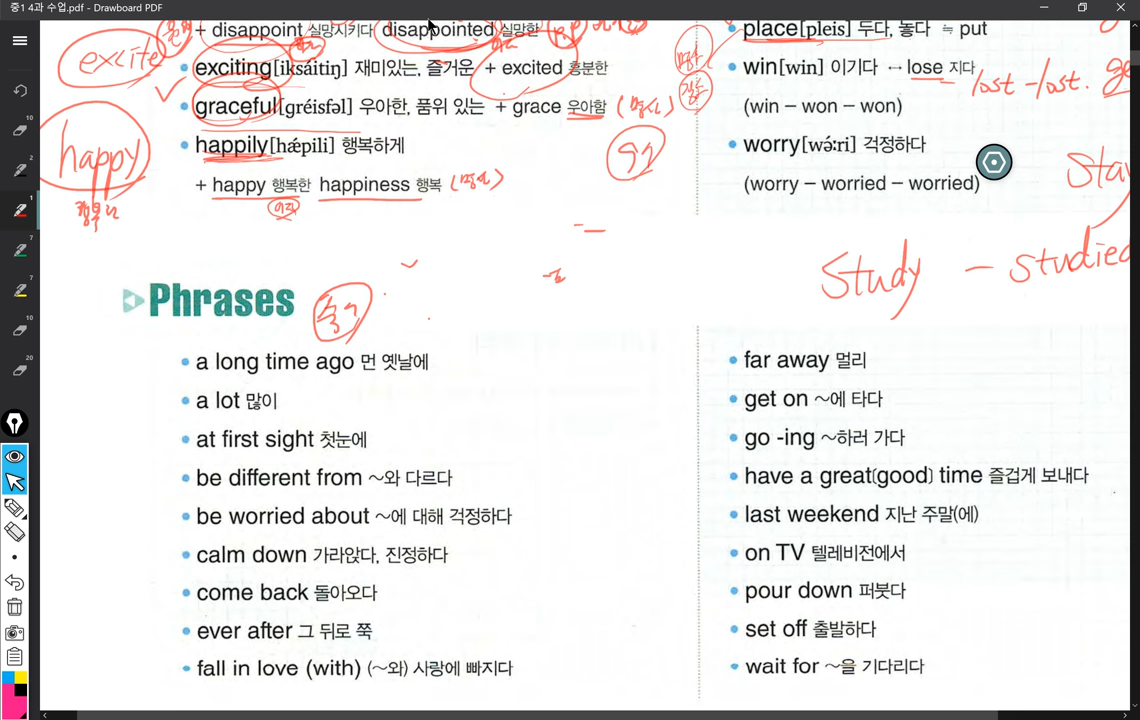 중1 4과 수업.pdf - Drawboard PDF
+ disappoint 실망시키다 disappointed 실망한
excite
exciting[iksáitiŋ] 재미있는, 즐거운 + excited 흥분한
graceful[gréisfəl] 우아한, 품위 있는 + grace 우아함 (명사)
happy
happily[hǽpili] 행복하게
+ happy 행복한 happiness 행복 (명사)
place[pleis] 두다, 놓다 ≒ put
win[win] 이기다 ↔ lose 지다
lost - lost.
(win – won – won)
worry[wə́:ri] 걱정하다
(worry – worried – worried)
Stay
Study - studied
Phrases
숙어
a long time ago 먼 옛날에
a lot 많이
at first sight 첫눈에
be different from ~와 다르다
be worried about ~에 대해 걱정하다
calm down 가라앉다, 진정하다
come back 돌아오다
ever after 그 뒤로 쭉
fall in love (with) (~와) 사랑에 빠지다
far away 멀리
get on ~에 타다
go -ing ~하러 가다
have a great(good) time 즐겁게 보내다
last weekend 지난 주말(에)
on TV 텔레비전에서
pour down 퍼붓다
set off 출발하다
wait for ~을 기다리다
10
2
1
7
7
10
20